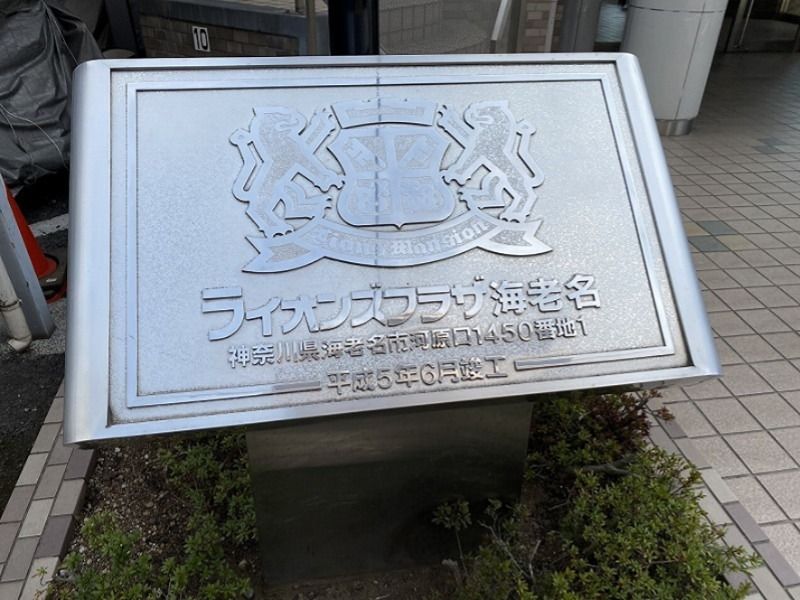 10
Lions Mansion
ライオンズプラザ海老名
神奈川県海老名市河原口1450番地1
平成5年6月竣工